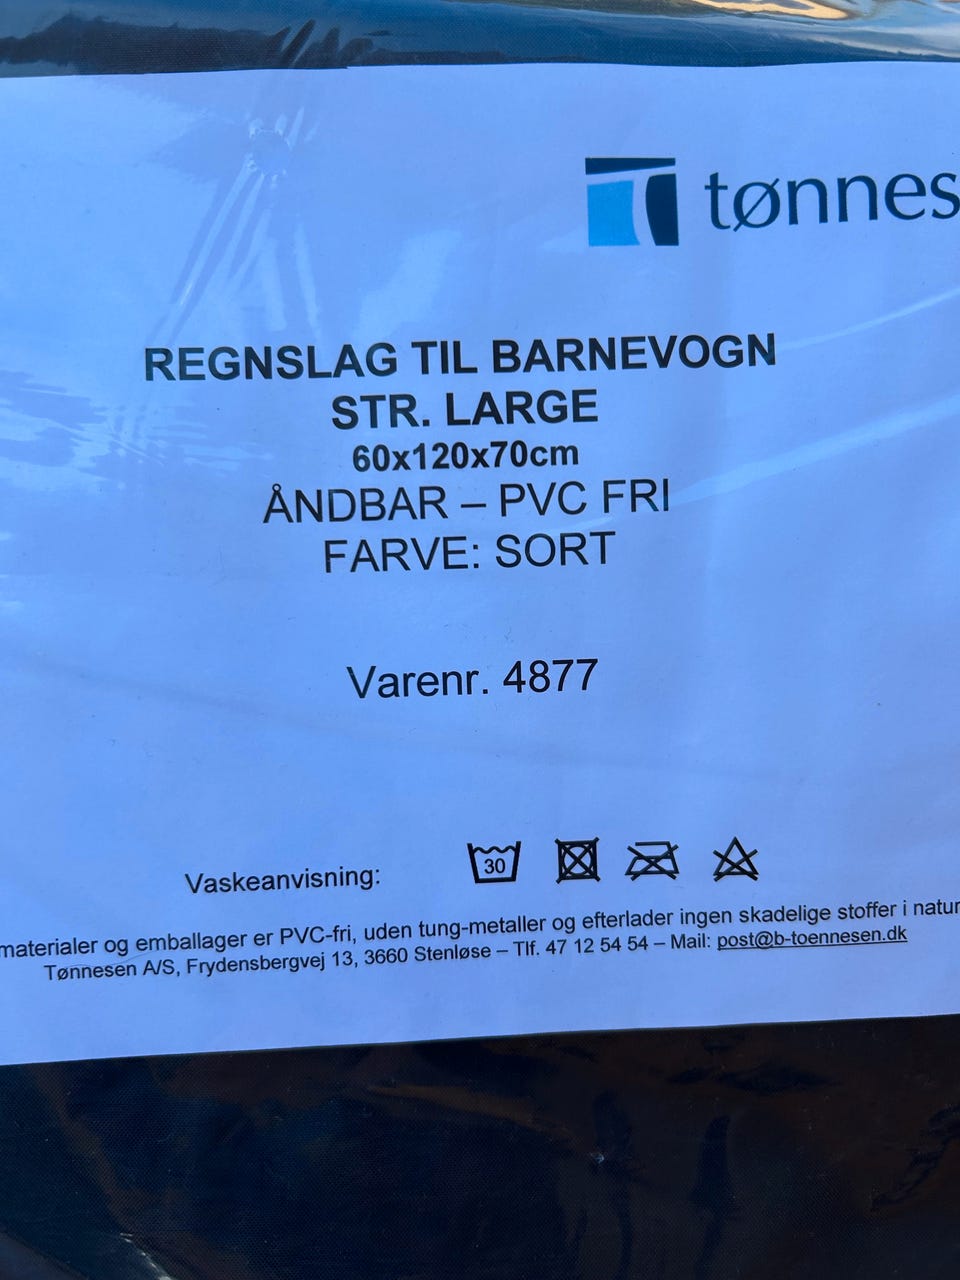 tønnes
REGNSLAG TIL BARNEVOGN
STR. LARGE
60x120x70cm
ÅNDBAR – PVC FRI
FARVE: SORT
Varenr. 4877
Vaskeanvisning:
30
materialer og emballager er PVC-fri, uden tung-metaller og efterlader ingen skadelige stoffer i natur
Tønnesen A/S, Frydensbergvej 13, 3660 Stenløse – Tlf. 47 12 54 54 – Mail: post@b-toennesen.dk